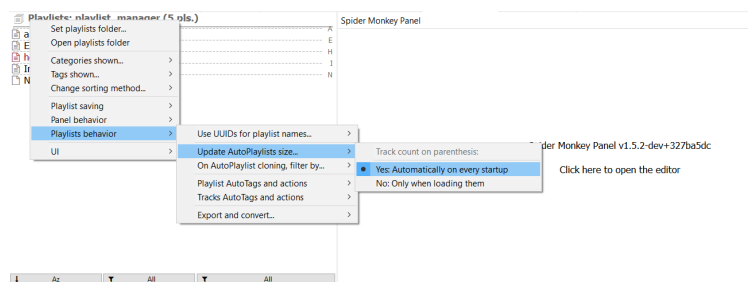 Playlists: playlist_manager (5 pls.)
Spider Monkey Panel
Set playlists folder...
Open playlists folder
Categories shown... >
Tags shown... >
Change sorting method... >
Playlist saving >
Panel behavior >
Playlists behavior >
UI >
A
E
H
I
N
Use UUIDs for playlist names... >
Update AutoPlaylists size... >
On AutoPlaylist cloning, filter by... >
Playlist AutoTags and actions >
Tracks AutoTags and actions >
Export and convert... >
Track count on parenthesis:
Yes: Automatically on every startup
No: Only when loading them
der Monkey Panel v1.5.2-dev+327ba5dc
Click here to open the editor
Az
All
All